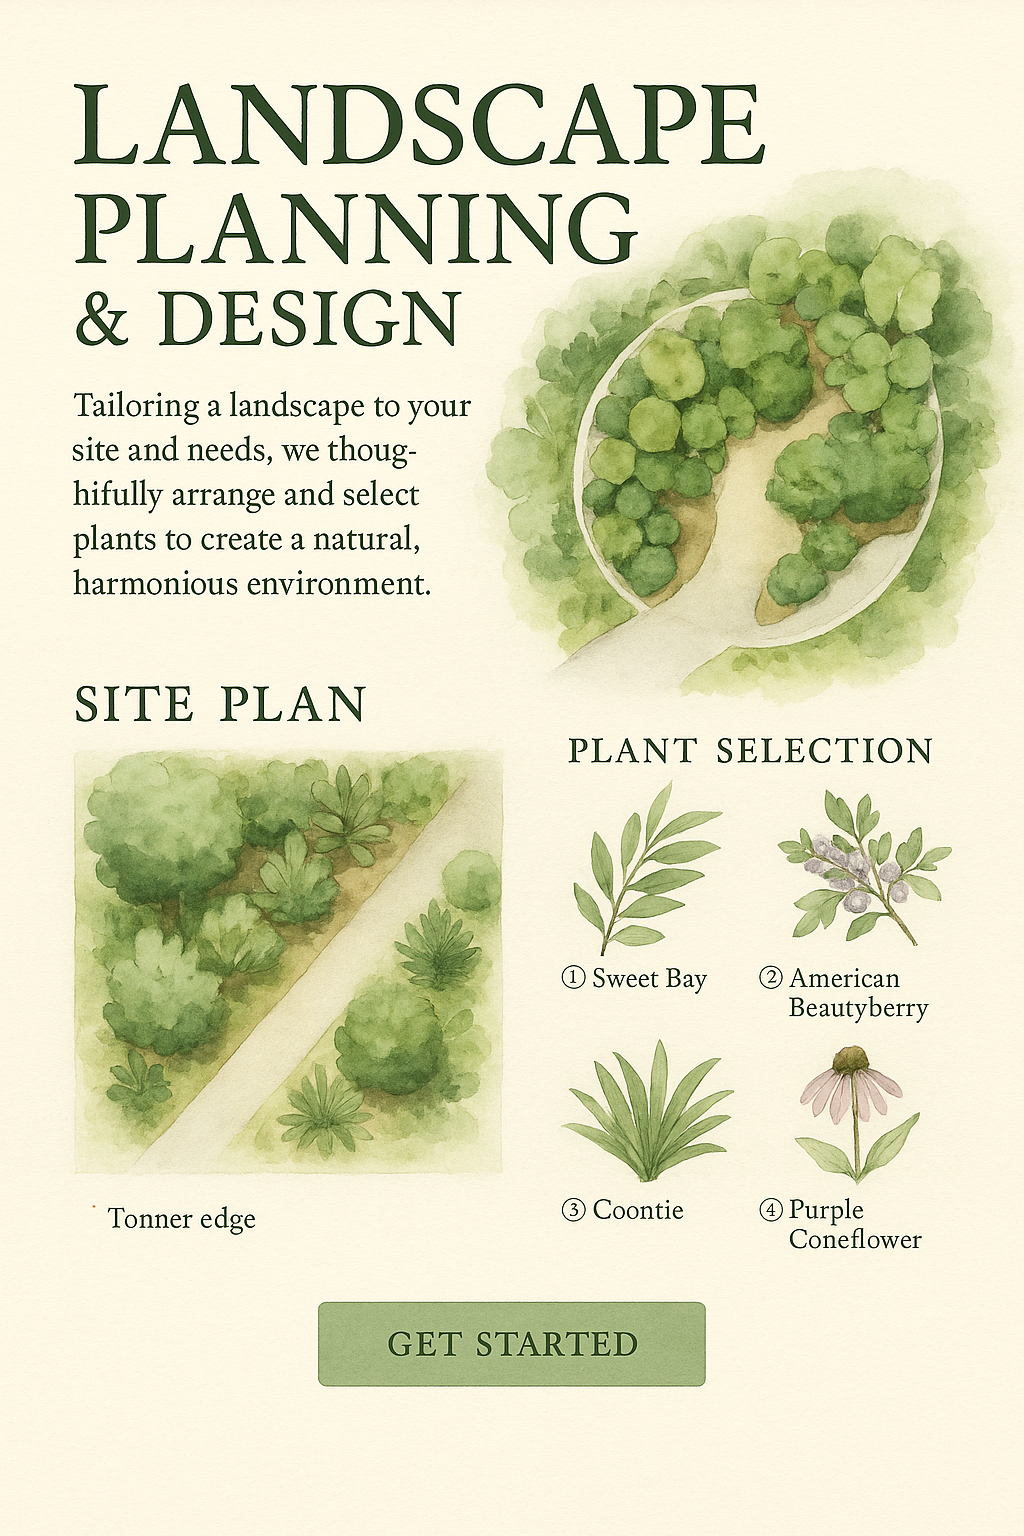 LANDSCAPE
PLANNING
& DESIGN
Tailoring a landscape to your
site and needs, we thoug-
hifully arrange and select
plants to create a natural,
harmonious environment.
SITE PLAN
Tonner edge
PLANT SELECTION
① Sweet Bay
② American
Beautyberry
③ Coontie
④ Purple
Coneflower
GET STARTED